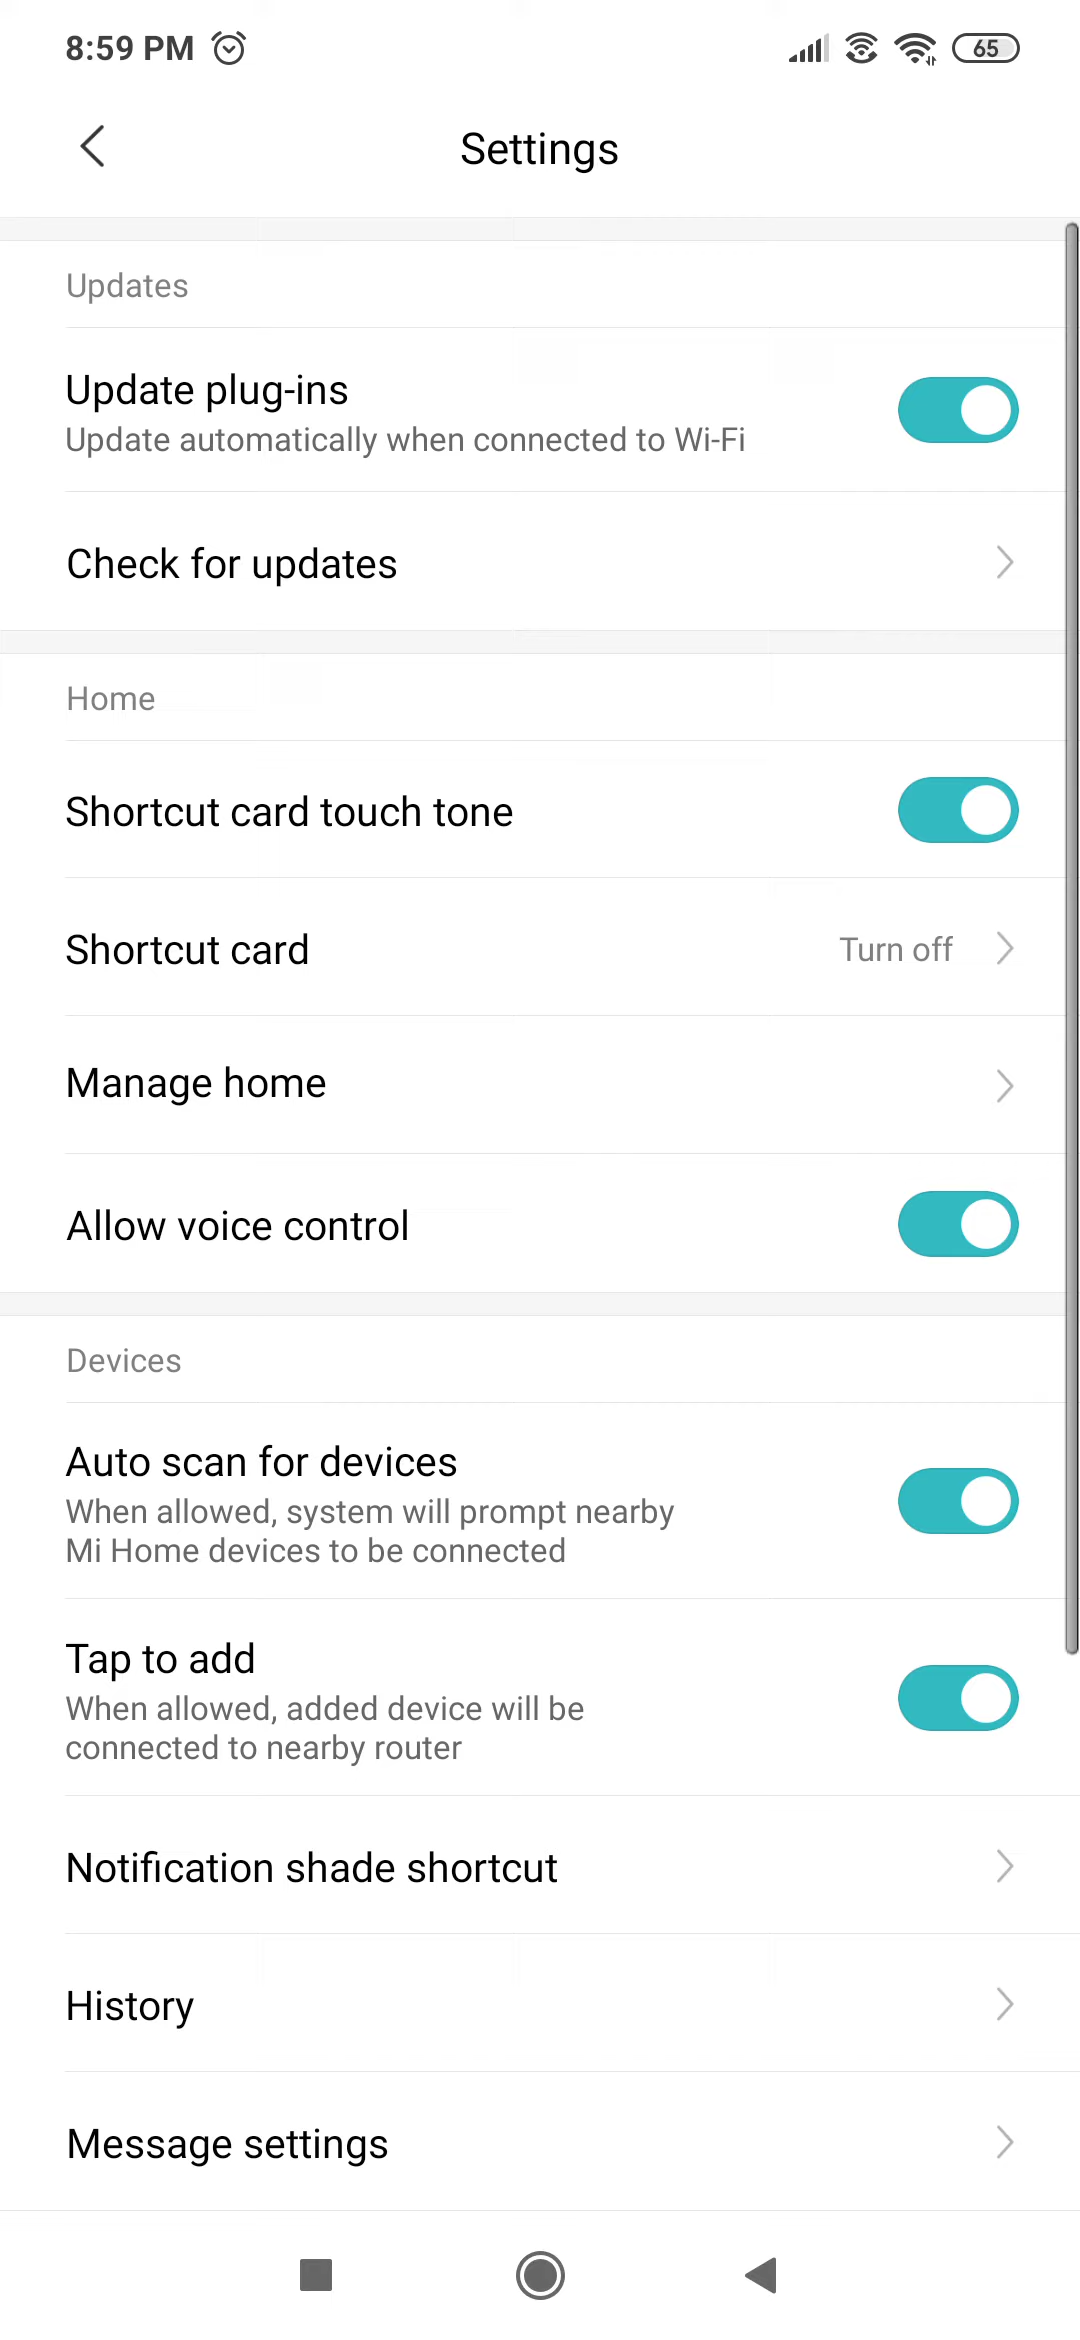 8:59 PM
65
Settings
Updates
Update plug-ins
Update automatically when connected to Wi-Fi
Check for updates
Home
Shortcut card touch tone
Shortcut card
Turn off
Manage home
Allow voice control
Devices
Auto scan for devices
When allowed, system will prompt nearby
Mi Home devices to be connected
Tap to add
When allowed, added device will be
connected to nearby router
Notification shade shortcut
History
Message settings